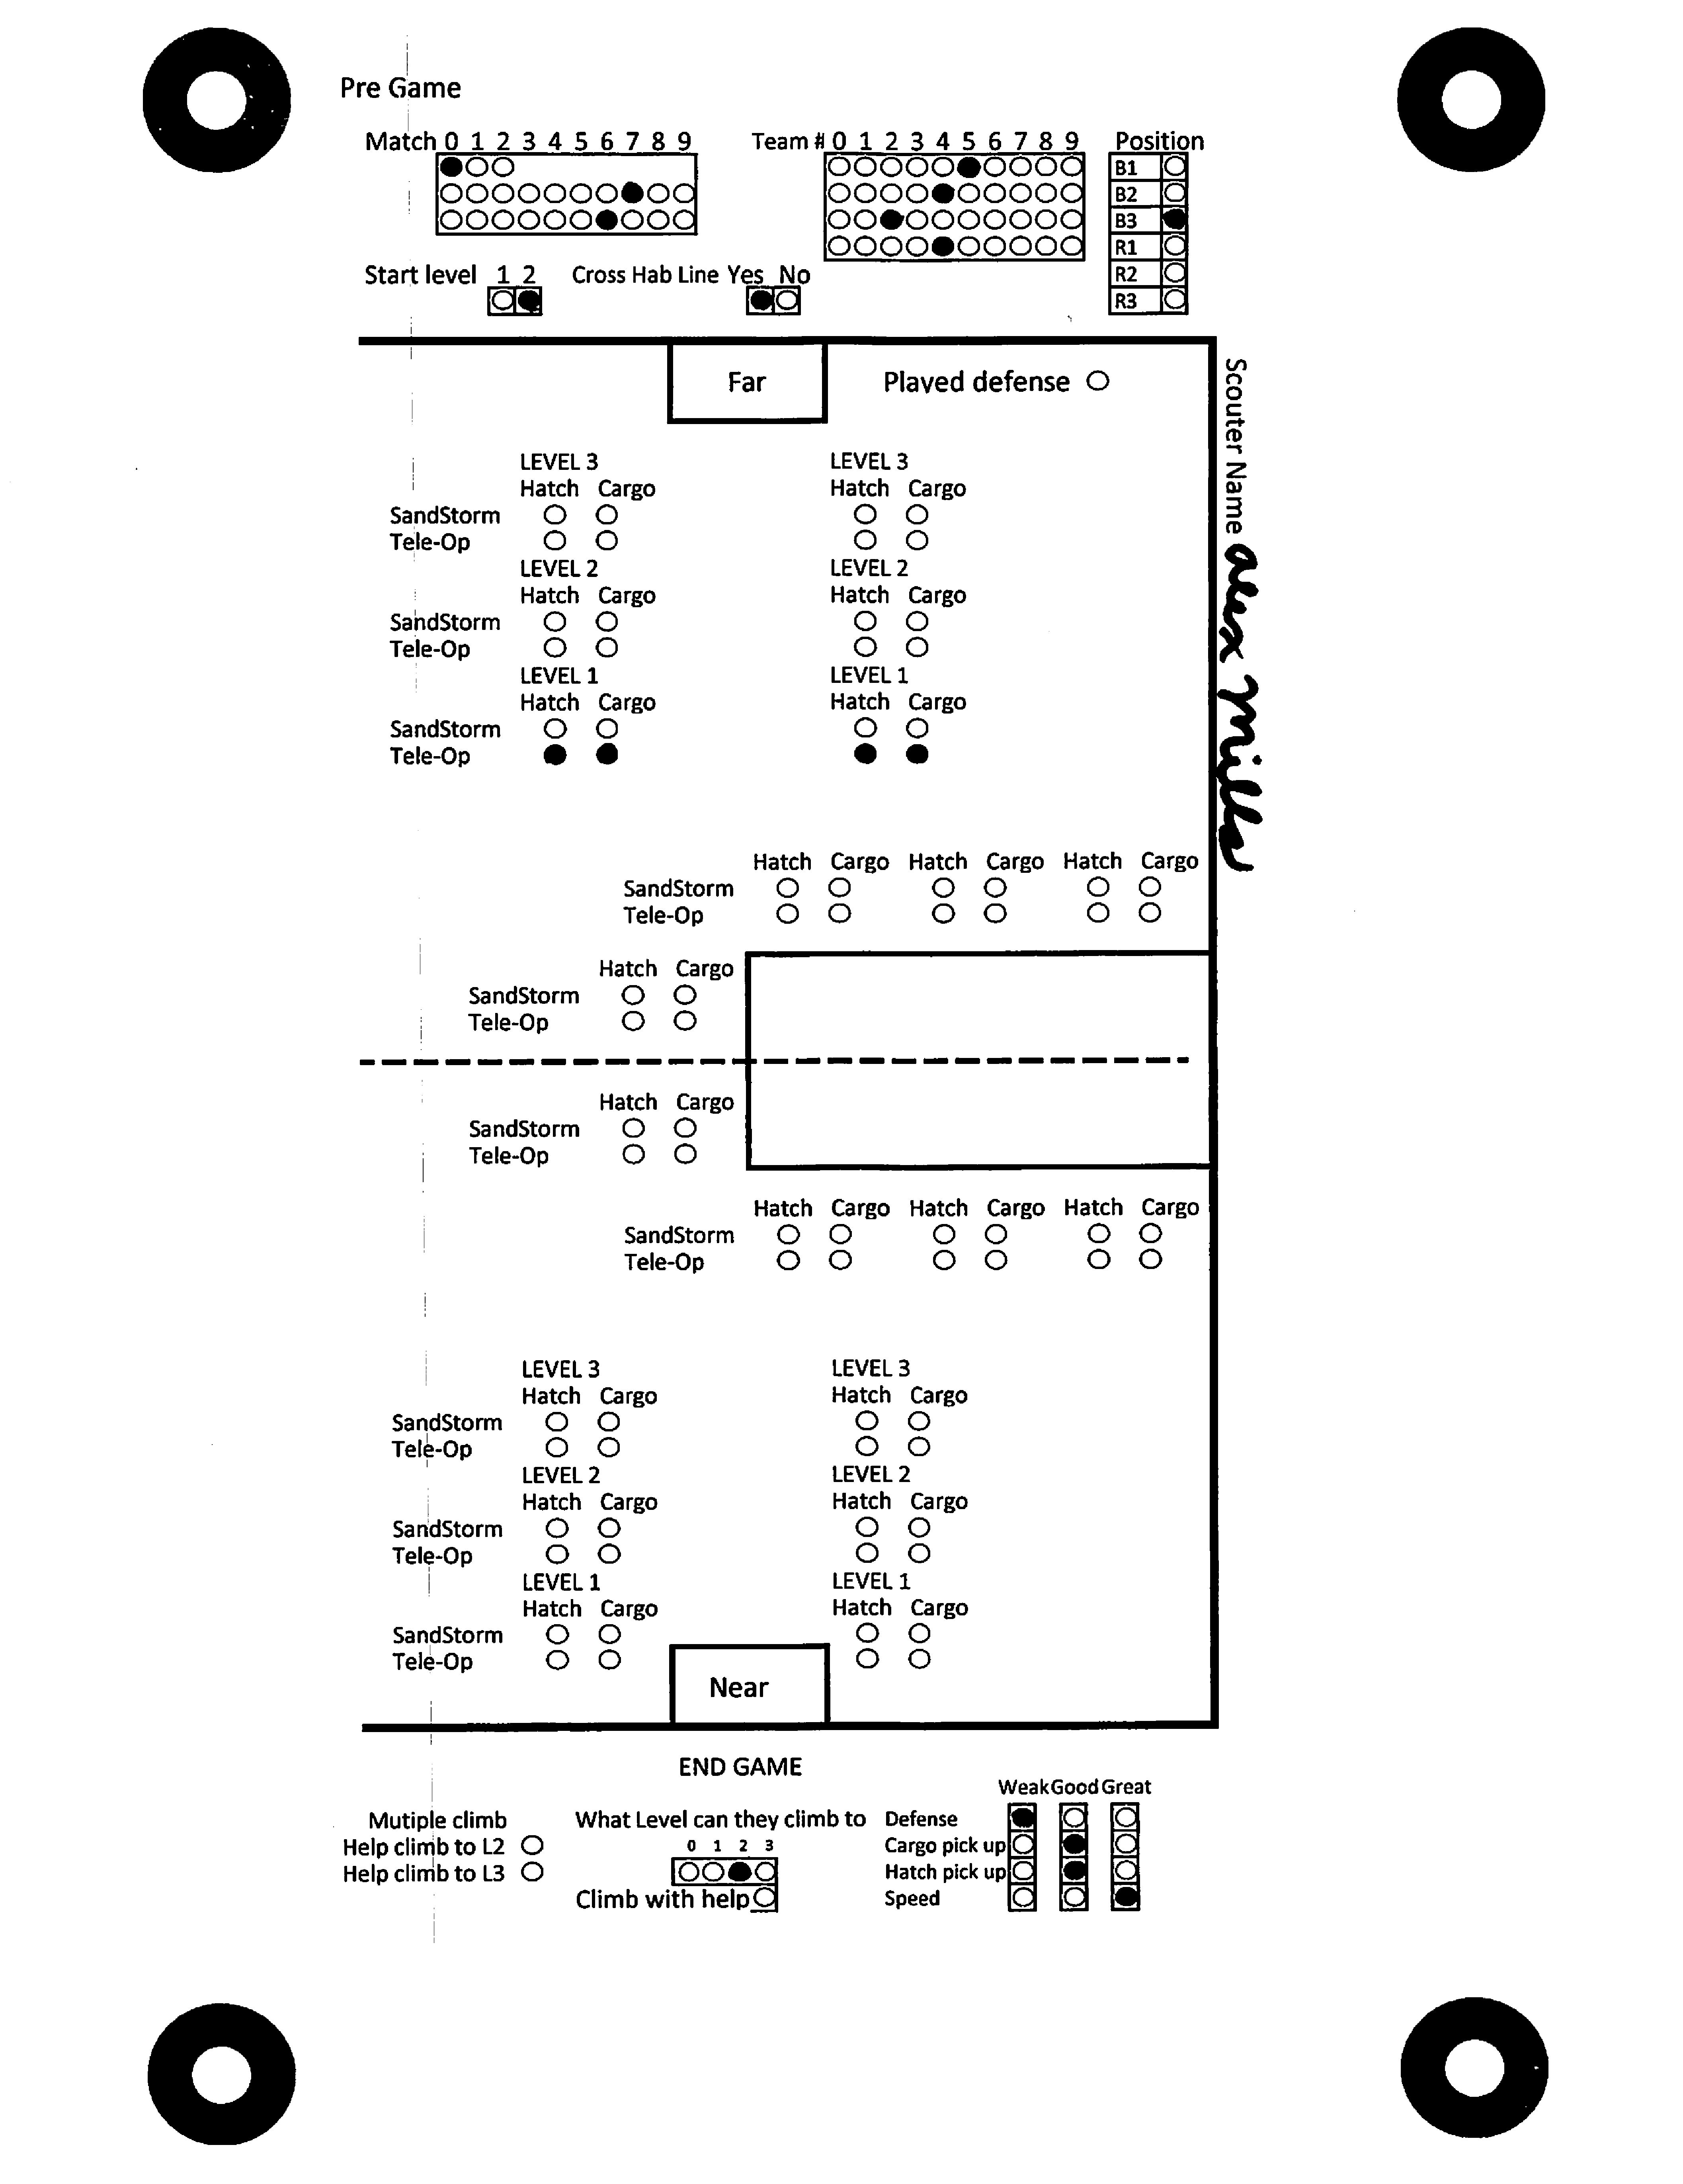 Pre Game
Match 0 1 2 3 4 5 6 7 8 9
Team # 0 1 2 3 4 5 6 7 8 9
Position
B1
B2
B3
R1
R2
R3
Start level 1 2
Cross Hab Line Yes No
Far
Played defense
Scouter Name alex Mills
LEVEL 3 LEVEL 3
Hatch Cargo Hatch Cargo
SandStorm
Tele-Op
LEVEL 2 LEVEL 2
Hatch Cargo Hatch Cargo
SandStorm
Tele-Op
LEVEL 1 LEVEL 1
Hatch Cargo Hatch Cargo
SandStorm
Tele-Op
Hatch Cargo Hatch Cargo Hatch Cargo
SandStorm
Tele-Op
Hatch Cargo
SandStorm
Tele-Op
Hatch Cargo
SandStorm
Tele-Op
Hatch Cargo Hatch Cargo Hatch Cargo
SandStorm
Tele-Op
LEVEL 3 LEVEL 3
Hatch Cargo Hatch Cargo
SandStorm
Tele-Op
LEVEL 2 LEVEL 2
Hatch Cargo Hatch Cargo
SandStorm
Tele-Op
LEVEL 1 LEVEL 1
Hatch Cargo Hatch Cargo
SandStorm
Tele-Op
Near
END GAME
Mutiple climb
Help climb to L2
Help climb to L3
What Level can they climb to
0 1 2 3
Climb with help
Weak Good Great
Defense
Cargo pick up
Hatch pick up
Speed